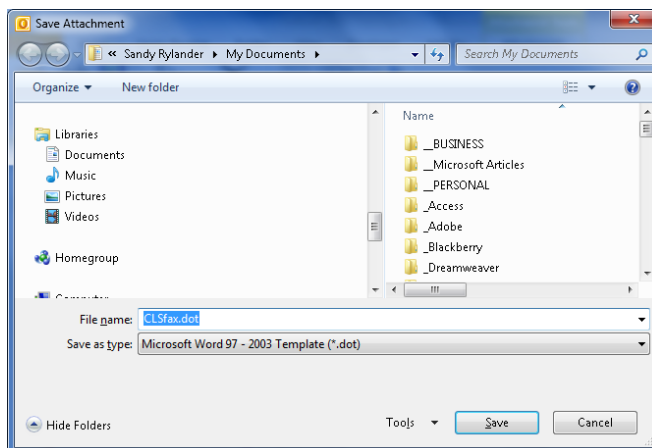 Save Attachment
« Sandy Rylander ▸ My Documents ▸
Search My Documents
Organize ▾ New folder
Libraries
Documents
Music
Pictures
Videos
Homegroup
Computer
Name
__BUSINESS
__Microsoft Articles
__PERSONAL
_Access
_Adobe
_Blackberry
_Dreamweaver
File name: CLSfax.dot
Save as type: Microsoft Word 97 - 2003 Template (*.dot)
Hide Folders
Tools ▾ Save Cancel